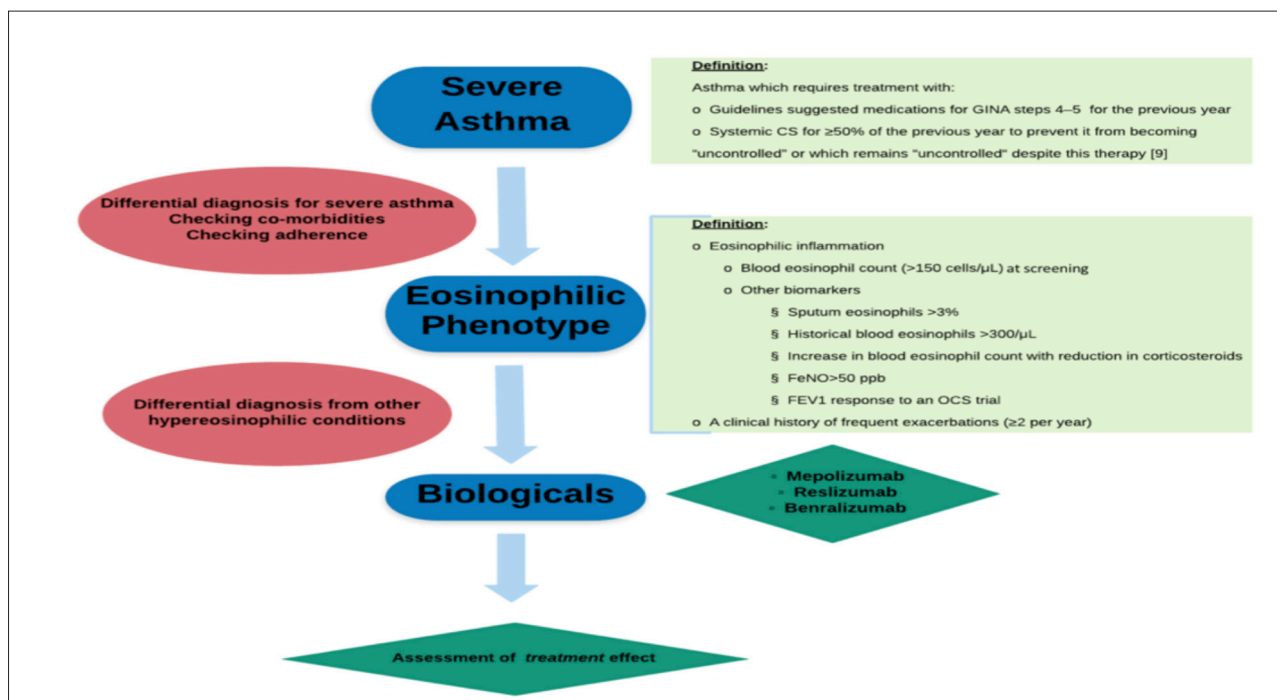 Severe
Asthma
Definition:
Asthma which requires treatment with:
o Guidelines suggested medications for GINA steps 4–5 for the previous year
o Systemic CS for ≥50% of the previous year to prevent it from becoming
"uncontrolled" or which remains "uncontrolled" despite this therapy [9]
Differential diagnosis for severe asthma
Checking co-morbidities
Checking adherence
Eosinophilic
Phenotype
Definition:
o Eosinophilic inflammation
o Blood eosinophil count (>150 cells/µL) at screening
o Other biomarkers
§ Sputum eosinophils >3%
§ Historical blood eosinophils >300/µL
§ Increase in blood eosinophil count with reduction in corticosteroids
§ FeNO>50 ppb
§ FEV1 response to an OCS trial
o A clinical history of frequent exacerbations (≥2 per year)
Differential diagnosis from other
hypereosinophilic conditions
Biologicals
• Mepolizumab
• Reslizumab
• Benralizumab
Assessment of treatment effect